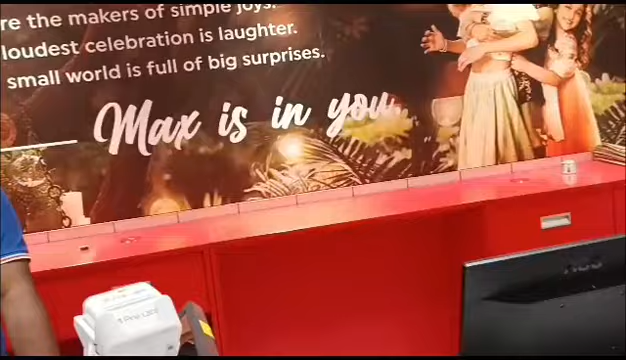 re the makers of simple joys.
loudest celebration is laughter.
small world is full of big surprises.
Max is in you.